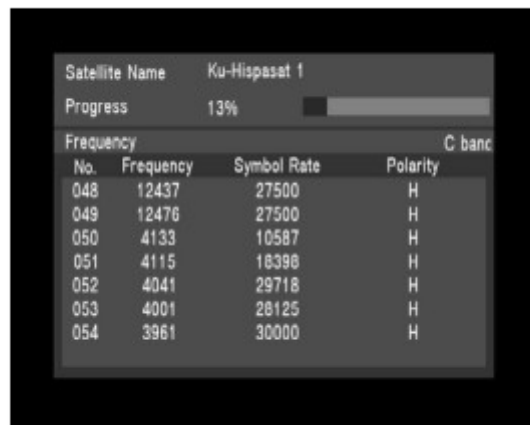 Satellite Name Ku-Hispasat 1
Progress 13%
Frequency C band
No. Frequency Symbol Rate Polarity
048 12437 27500 H
049 12476 27500 H
050 4133 10587 H
051 4115 18398 H
052 4041 29718 H
053 4001 28125 H
054 3961 30000 H